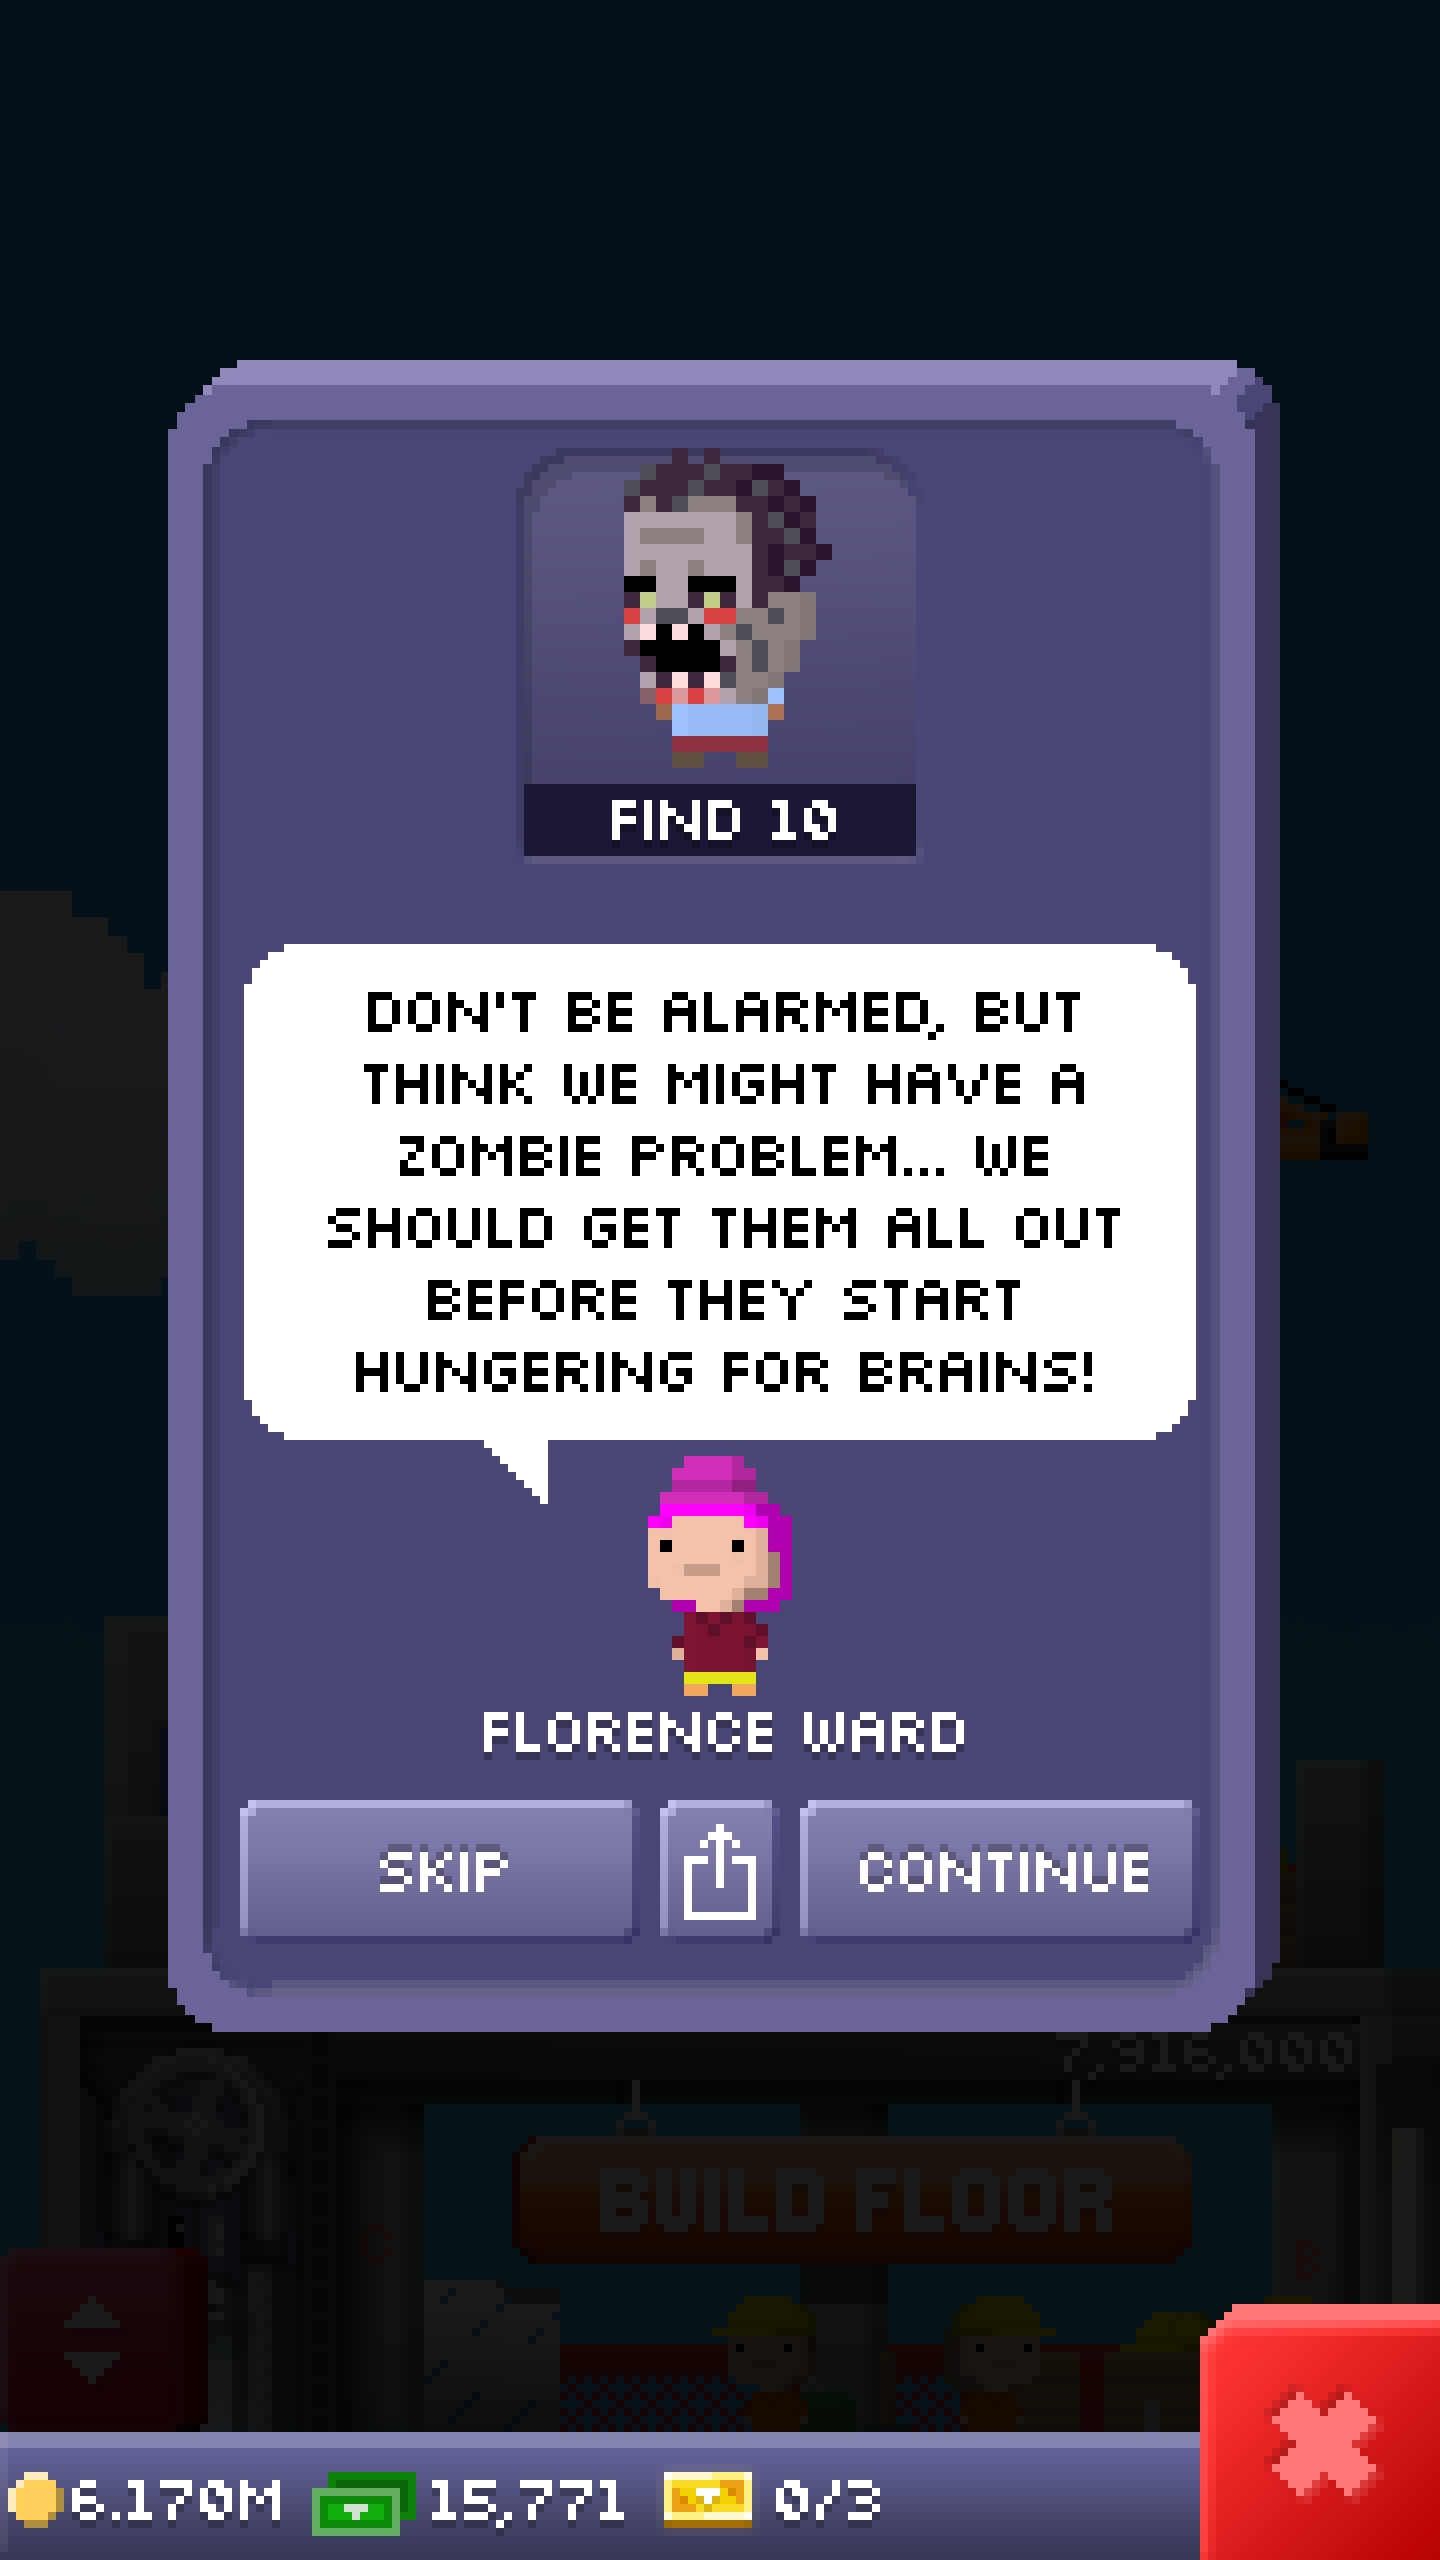 FIND 10
DON'T BE ALARMED, BUT
THINK WE MIGHT HAVE A
ZOMBIE PROBLEM... WE
SHOULD GET THEM ALL OUT
BEFORE THEY START
HUNGERING FOR BRAINS!
FLORENCE WARD
SKIP
CONTINUE
7,916,000
BUILD FLOOR
6.170M
15,771
0/3